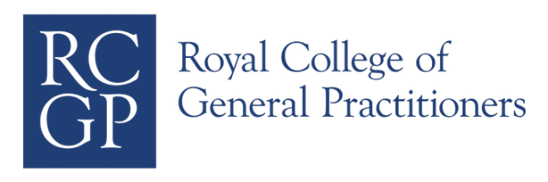 RC
GP
Royal College of
General Practitioners